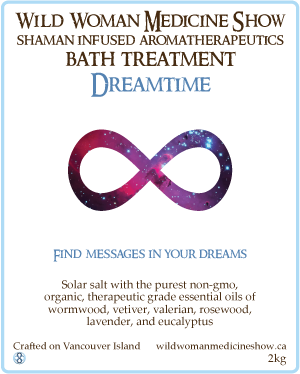 Wild Woman Medicine Show
shaman infused aromatherapeutics
bath treatment
Dreamtime
Find messages in your dreams
Solar salt with the purest non-gmo,
organic, therapeutic grade essential oils of
wormwood, vetiver, valerian, rosewood,
lavender, and eucalyptus
Crafted on Vancouver Island wildwomanmedicineshow.ca
2kg